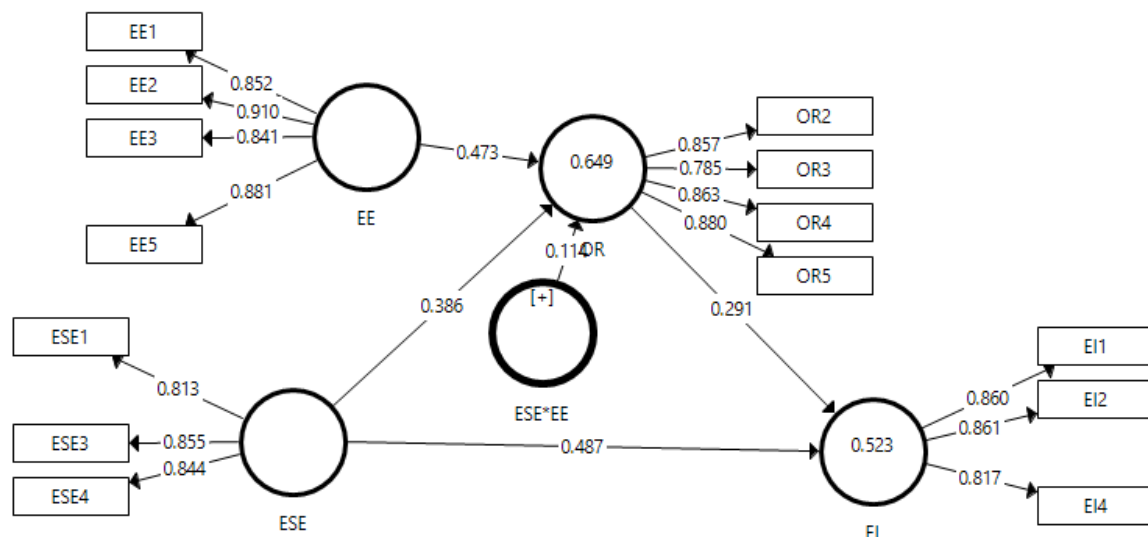 EE1
EE2
EE3
EE5
0.852
0.910
0.841
0.881
EE
0.473
0.649
OR
0.857
0.785
0.863
0.880
OR2
OR3
OR4
OR5
0.114
[+]
ESE*EE
0.386
0.291
ESE1
ESE3
ESE4
0.813
0.855
0.844
ESE
0.487
0.523
EI
0.860
0.861
0.817
EI1
EI2
EI4